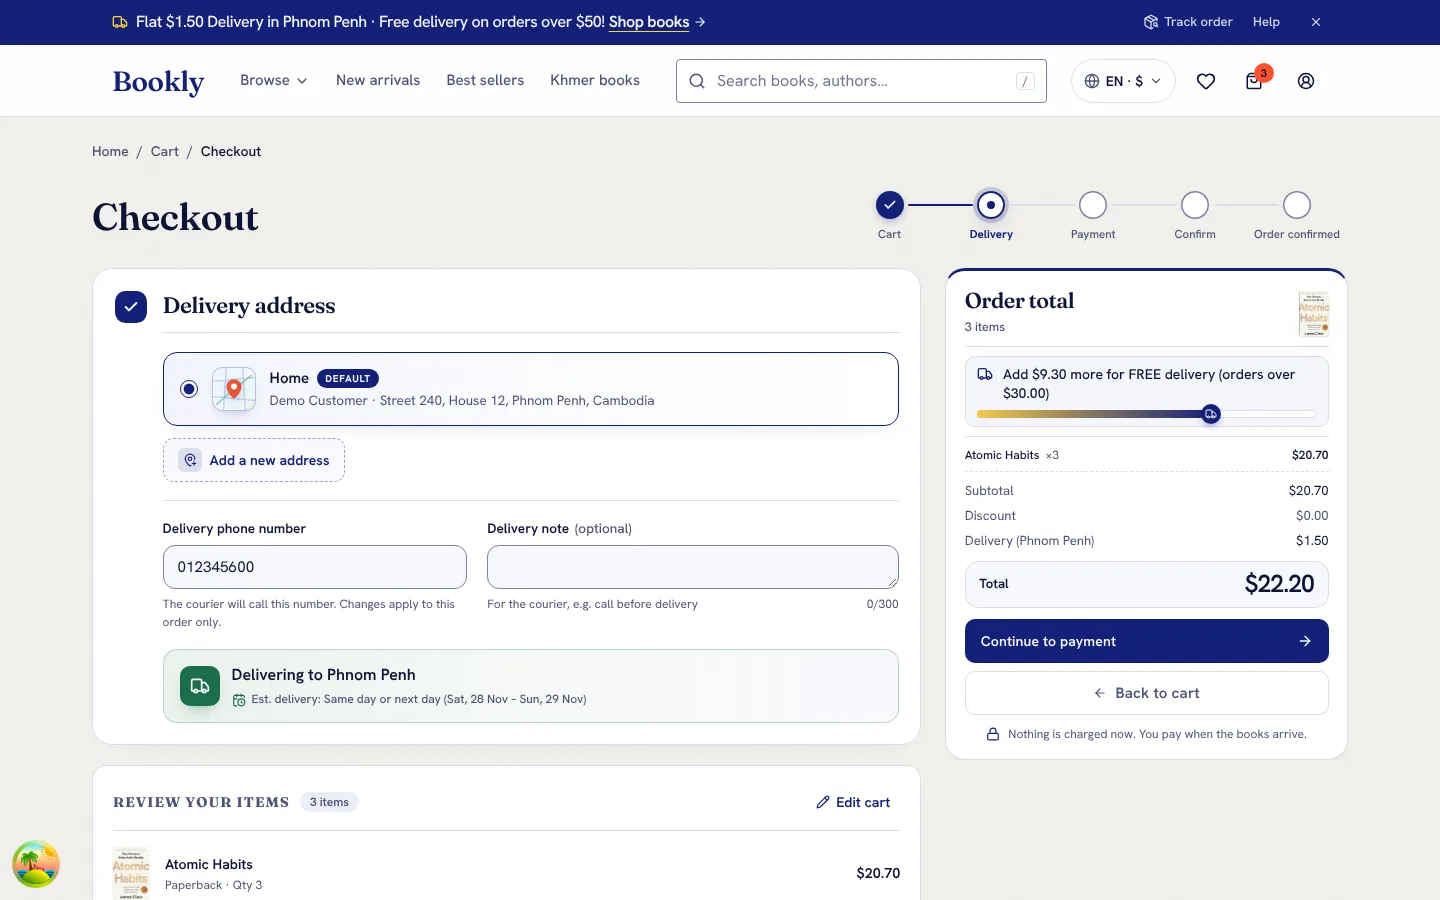 Flat $1.50 Delivery in Phnom Penh · Free delivery on orders over $50! Shop books →
Track order
Help
Bookly
Browse
New arrivals
Best sellers
Khmer books
Search books, authors...
/
EN · $
3
Home / Cart / Checkout
Checkout
Cart
Delivery
Payment
Confirm
Order confirmed
Delivery address
Home DEFAULT
Demo Customer · Street 240, House 12, Phnom Penh, Cambodia
Add a new address
Delivery phone number
012345600
The courier will call this number. Changes apply to this
order only.
Delivery note (optional)
For the courier, e.g. call before delivery
0/300
Delivering to Phnom Penh
Est. delivery: Same day or next day (Sat, 28 Nov – Sun, 29 Nov)
Order total
3 items
Atomic
Habits
James Clear
Add $9.30 more for FREE delivery (orders over
$30.00)
Atomic Habits ×3 $20.70
Subtotal $20.70
Discount $0.00
Delivery (Phnom Penh) $1.50
Total $22.20
Continue to payment →
← Back to cart
Nothing is charged now. You pay when the books arrive.
REVIEW YOUR ITEMS 3 items
Edit cart
Atomic
Habits
James Clear
Atomic Habits
Paperback · Qty 3
$20.70